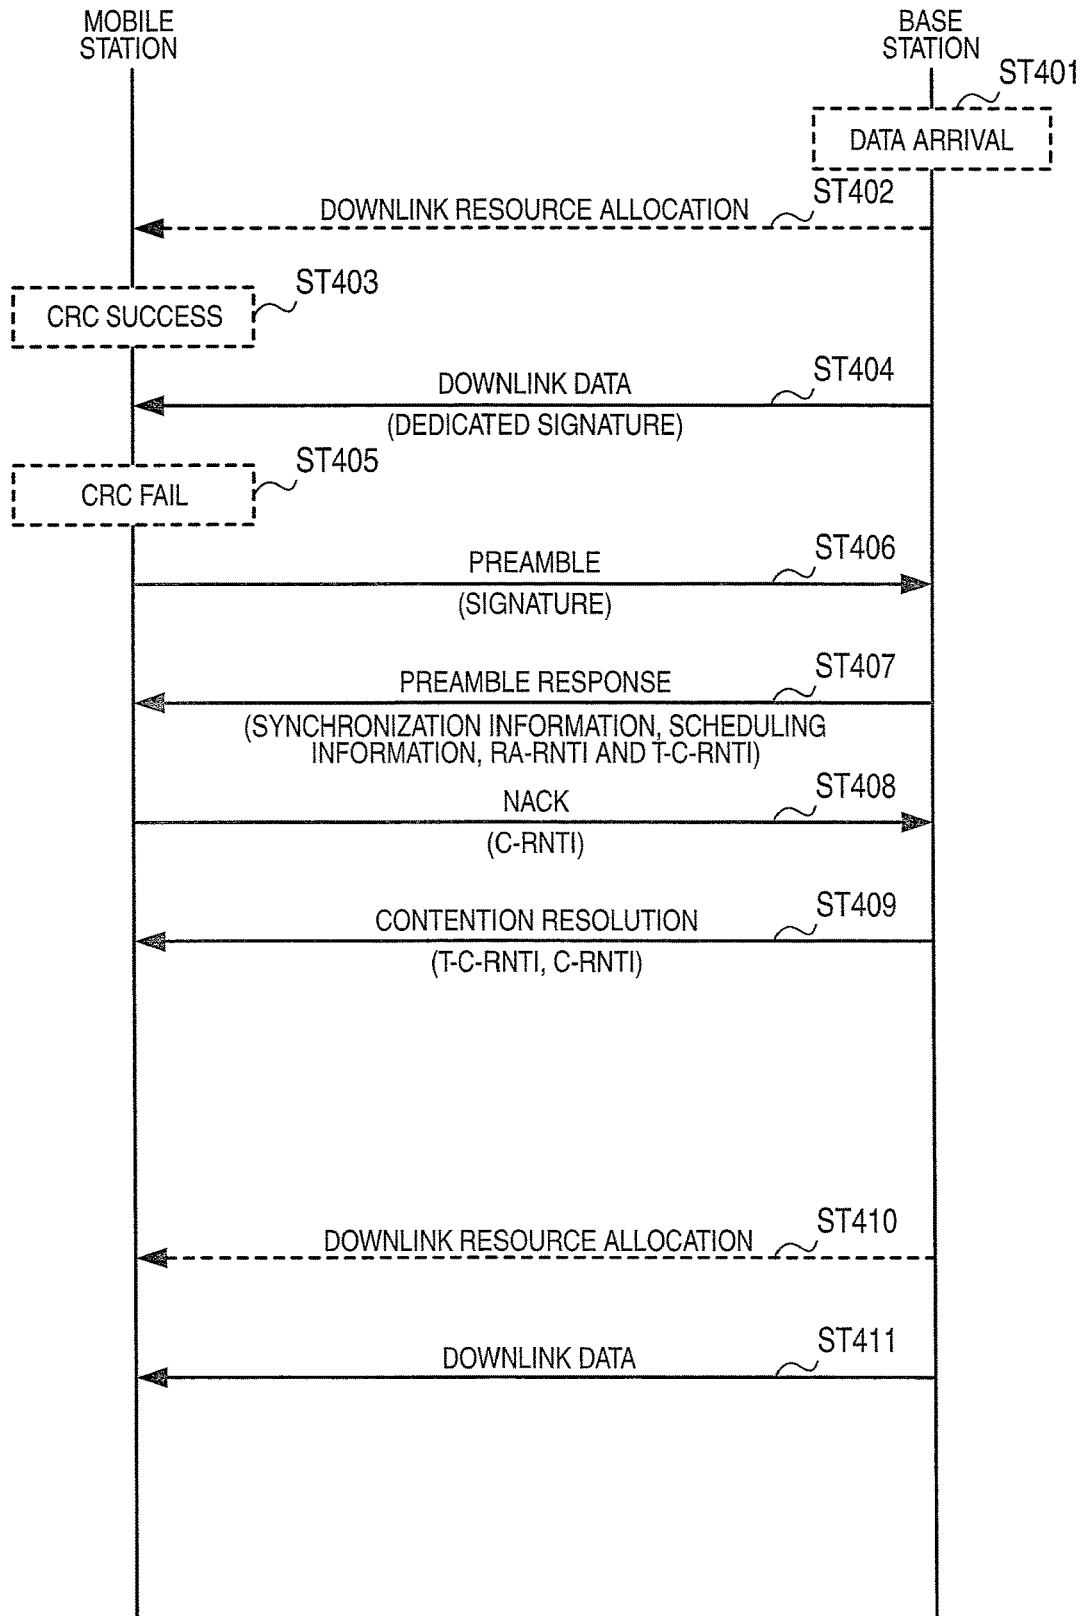 MOBILE
STATION
BASE
STATION
ST401
DATA ARRIVAL
ST402
DOWNLINK RESOURCE ALLOCATION
ST403
CRC SUCCESS
ST404
DOWNLINK DATA
(DEDICATED SIGNATURE)
ST405
CRC FAIL
ST406
PREAMBLE
(SIGNATURE)
ST407
PREAMBLE RESPONSE
(SYNCHRONIZATION INFORMATION, SCHEDULING
INFORMATION, RA-RNTI AND T-C-RNTI)
ST408
NACK
(C-RNTI)
ST409
CONTENTION RESOLUTION
(T-C-RNTI, C-RNTI)
ST410
DOWNLINK RESOURCE ALLOCATION
ST411
DOWNLINK DATA